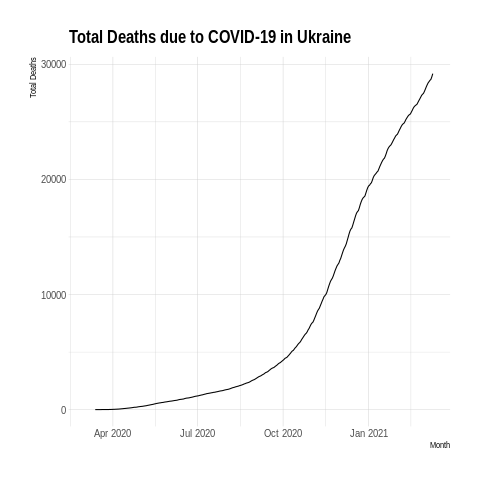 Total Deaths due to COVID-19 in Ukraine
Total Deaths
30000
20000
10000
0
Apr 2020 Jul 2020 Oct 2020 Jan 2021
Month